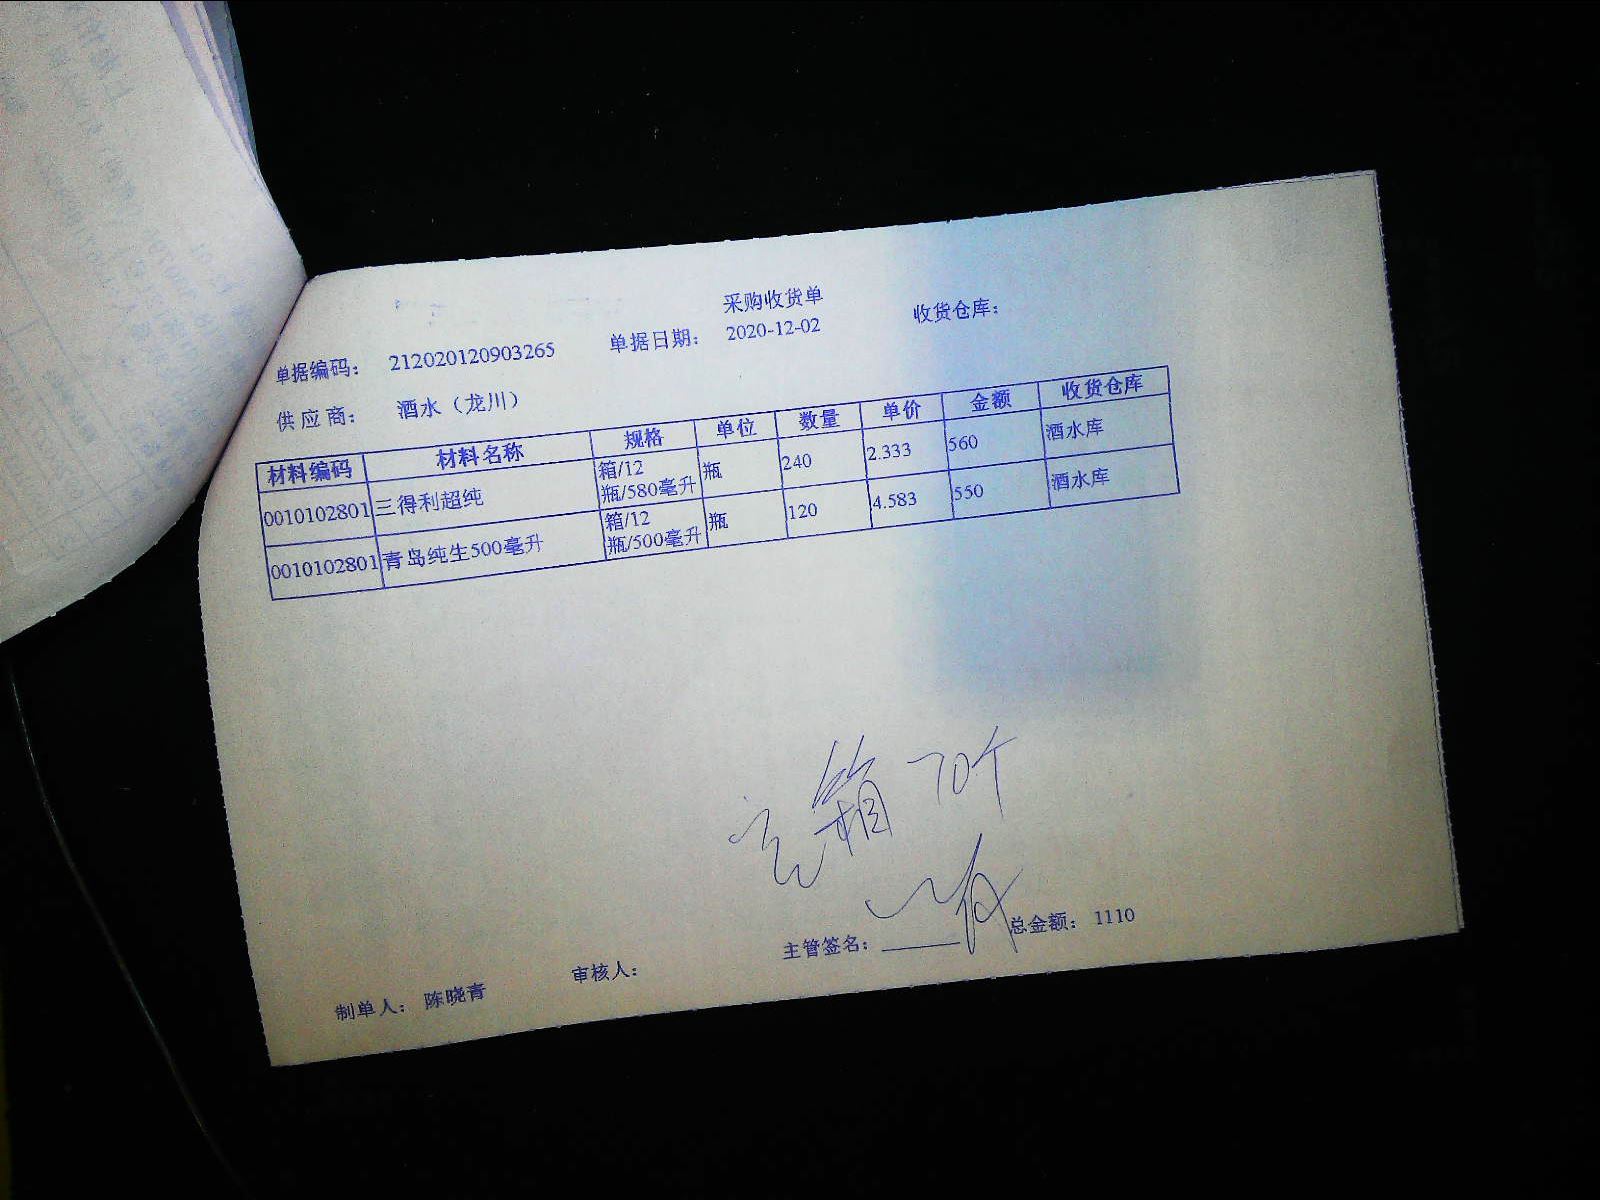 采购收货单
单据编码： 212020120903265 单据日期： 2020-12-02 收货仓库：
供应商： 酒水（龙川）
材料编码 材料名称 规格 单位 数量 单价 金额 收货仓库
0010102801 三得利超纯 箱/12瓶/580毫升 瓶 240 2.333 560 酒水库
0010102801 青岛纯生500毫升 箱/12瓶/500毫升 瓶 120 4.583 550 酒水库
空箱70个
制单人： 陈晓青 审核人： 主管签名： 总金额： 1110